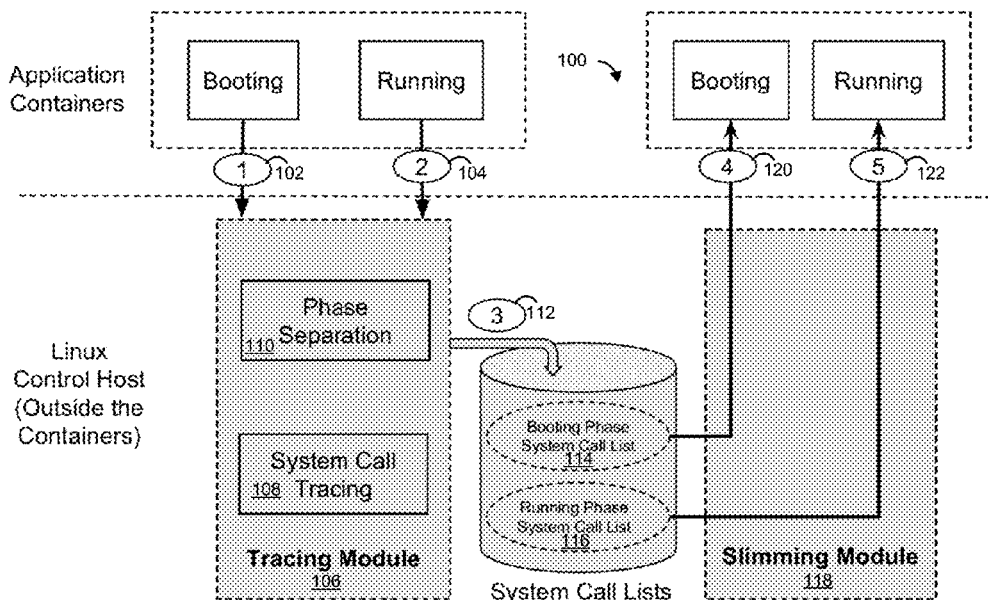 Application
Containers
Booting
Running
100
Booting
Running
1
102
2
104
4
120
5
122
Linux
Control Host
(Outside the
Containers)
Phase
Separation
110
System Call
Tracing
108
Tracing Module
106
3
112
Booting Phase
System Call List
114
Running Phase
System Call List
116
System Call Lists
Slimming Module
118